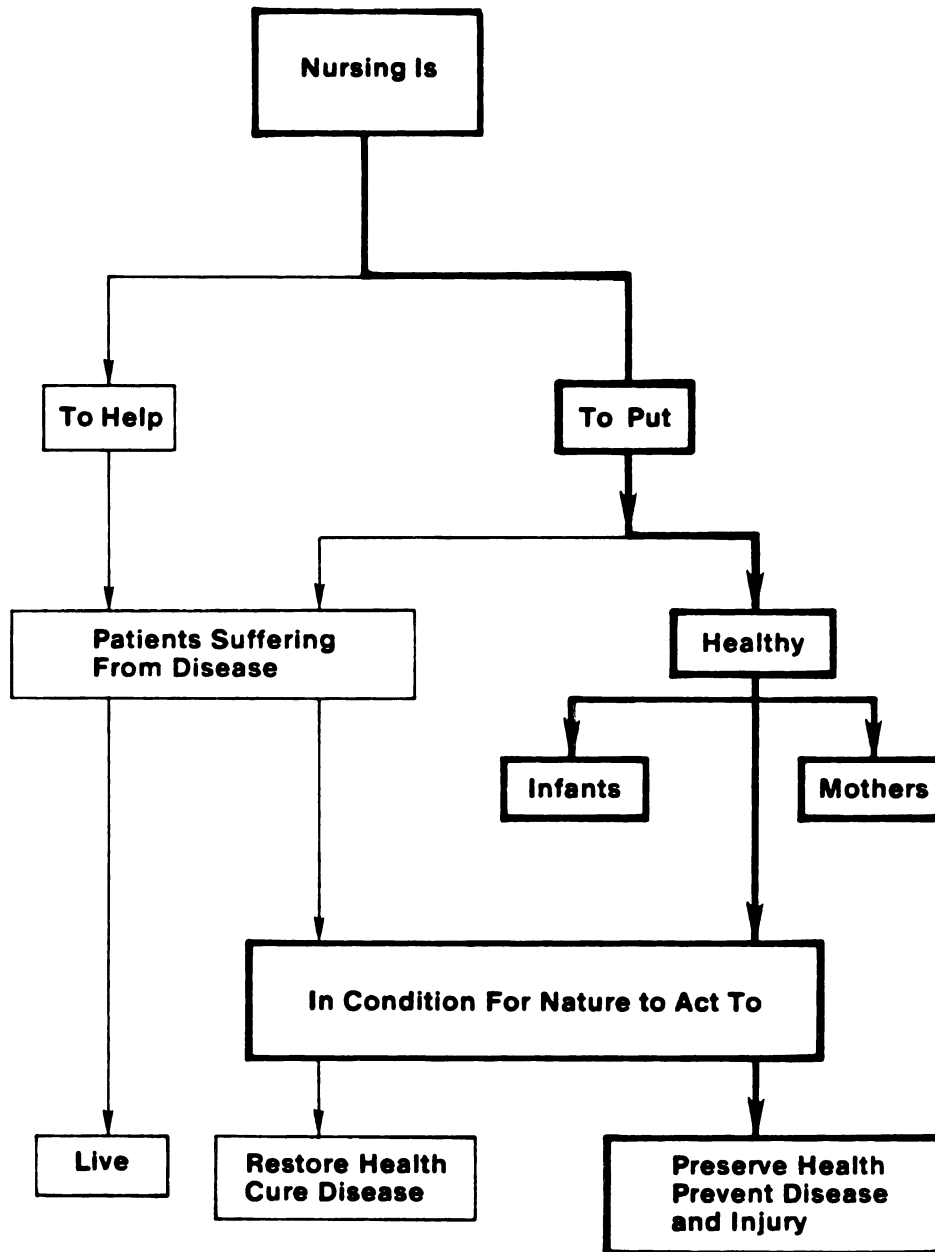 Nursing Is
To Help
To Put
Patients Suffering
From Disease
Healthy
Infants
Mothers
In Condition For Nature to Act To
Live
Restore Health
Cure Disease
Preserve Health
Prevent Disease
and Injury